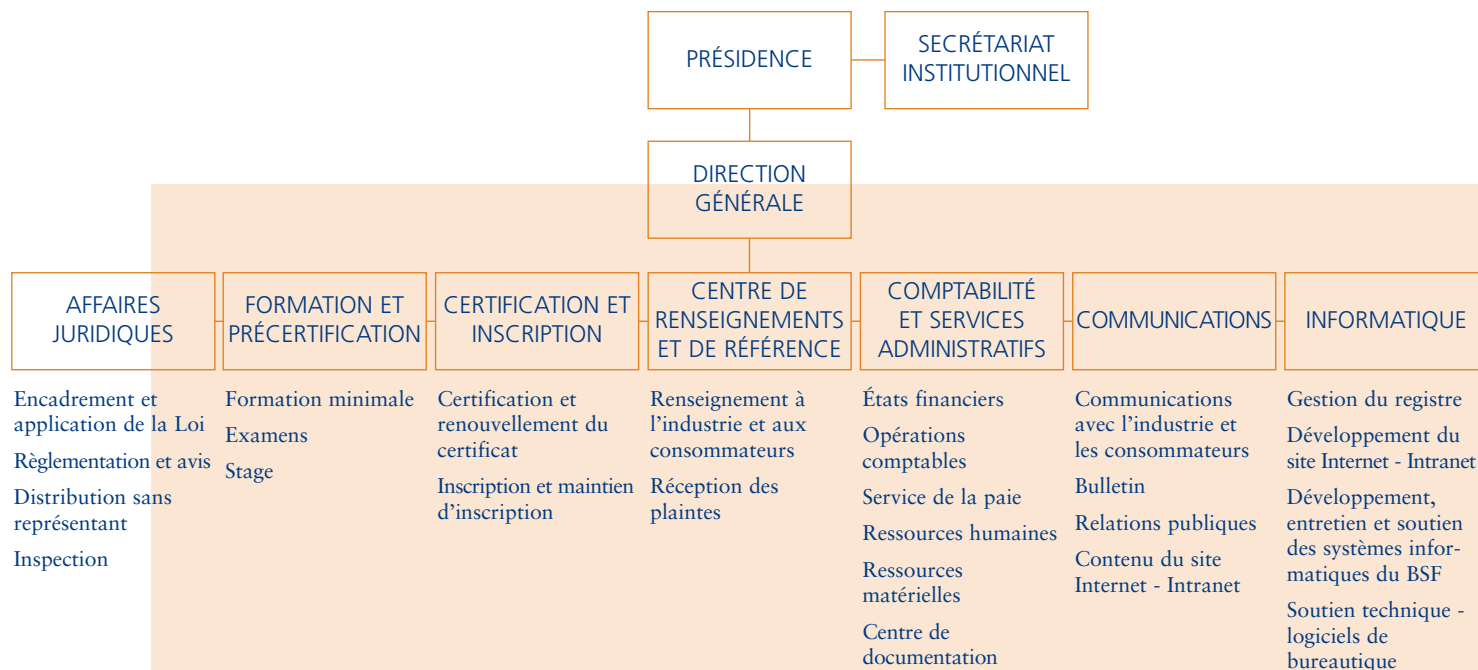 PRÉSIDENCE
SECRÉTARIAT
INSTITUTIONNEL
DIRECTION
GÉNÉRALE
AFFAIRES
JURIDIQUES
Encadrement et
application de la Loi
Règlementation et avis
Distribution sans
représentant
Inspection
FORMATION ET
PRÉCERTIFICATION
Formation minimale
Examens
Stage
CERTIFICATION ET
INSCRIPTION
Certification et
renouvellement du
certificat
Inscription et maintien
d’inscription
CENTRE DE
RENSEIGNEMENTS
ET DE RÉFÉRENCE
Renseignement à
l’industrie et aux
consommateurs
Réception des
plaintes
COMPTABILITÉ
ET SERVICES
ADMINISTRATIFS
États financiers
Opérations
comptables
Service de la paie
Ressources humaines
Ressources
matérielles
Centre de
documentation
COMMUNICATIONS
Communications
avec l’industrie et
les consommateurs
Bulletin
Relations publiques
Contenu du site
Internet - Intranet
INFORMATIQUE
Gestion du registre
Développement du
site Internet - Intranet
Développement,
entretien et soutien
des systèmes infor-
matiques du BSF
Soutien technique -
logiciels de
bureautique